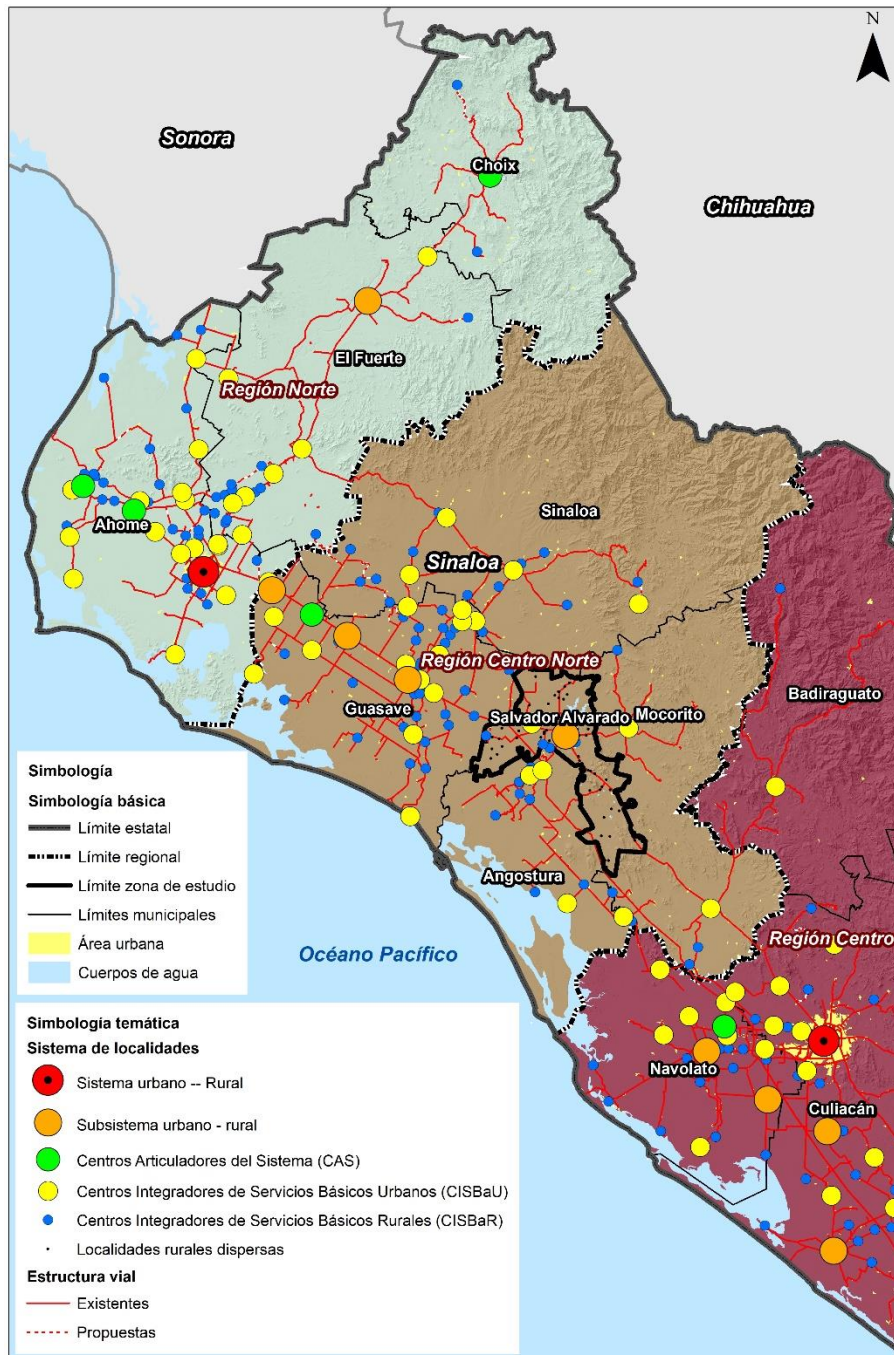 N
Sonora
Choix
Chihuahua
El Fuerte
Región Norte
Ahome
Sinaloa
Sinaloa
Región Centro Norte
Badiraguato
Guasave
Salvador Alvarado
Mocorito
Angostura
Océano Pacífico
Región Centro
Navolato
Culiacán
Simbología
Simbología básica
Límite estatal
Límite regional
Límite zona de estudio
Límites municipales
Área urbana
Cuerpos de agua
Simbología temática
Sistema de localidades
Sistema urbano -- Rural
Subsistema urbano - rural
Centros Articuladores del Sistema (CAS)
Centros Integradores de Servicios Básicos Urbanos (CISBaU)
Centros Integradores de Servicios Básicos Rurales (CISBaR)
Localidades rurales dispersas
Estructura vial
Existentes
Propuestas